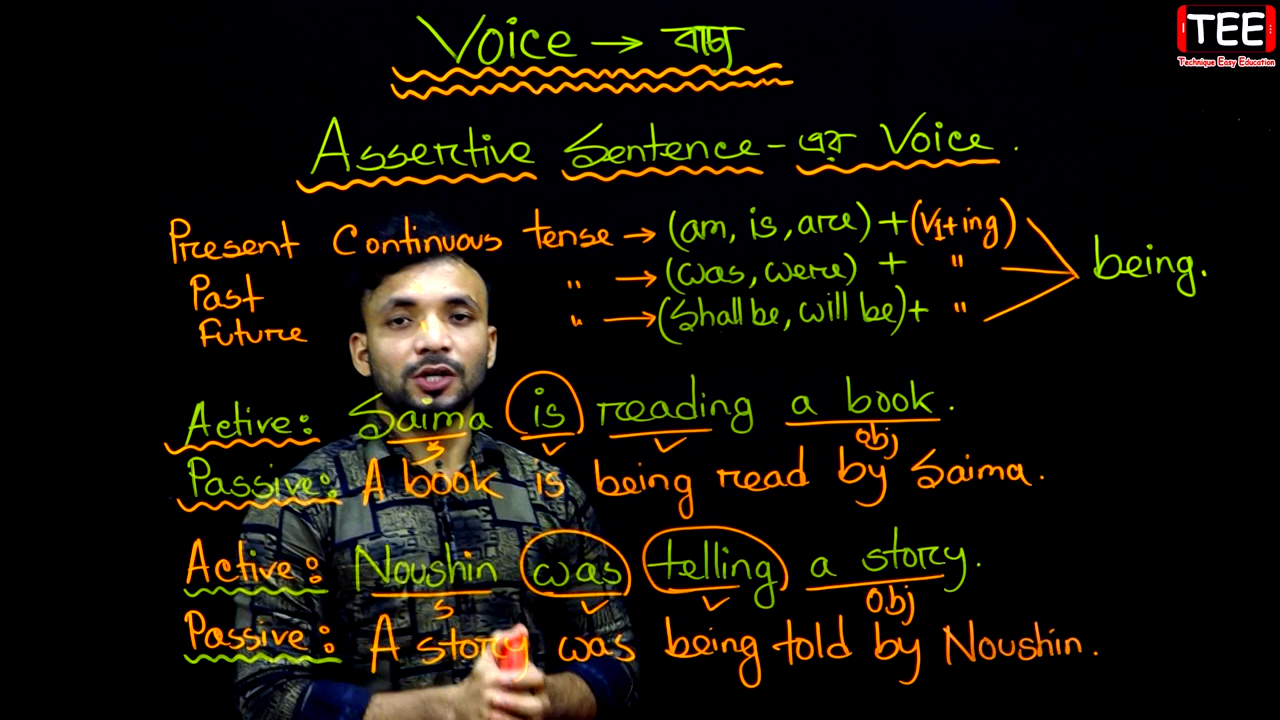 Voice → বাচ্য
TEE
Technique Easy Education
Assertive Sentence - এর Voice.
Present Continuous tense → (am, is, are) + (V1+ing)
Past " → (was, were) + "
Future " → (Shall be, will be) + "
being.
Active: Saima is reading a book.
S obj
Passive: A book is being read by Saima.
Active: Noushin was telling a story.
S obj
Passive: A story was being told by Noushin.